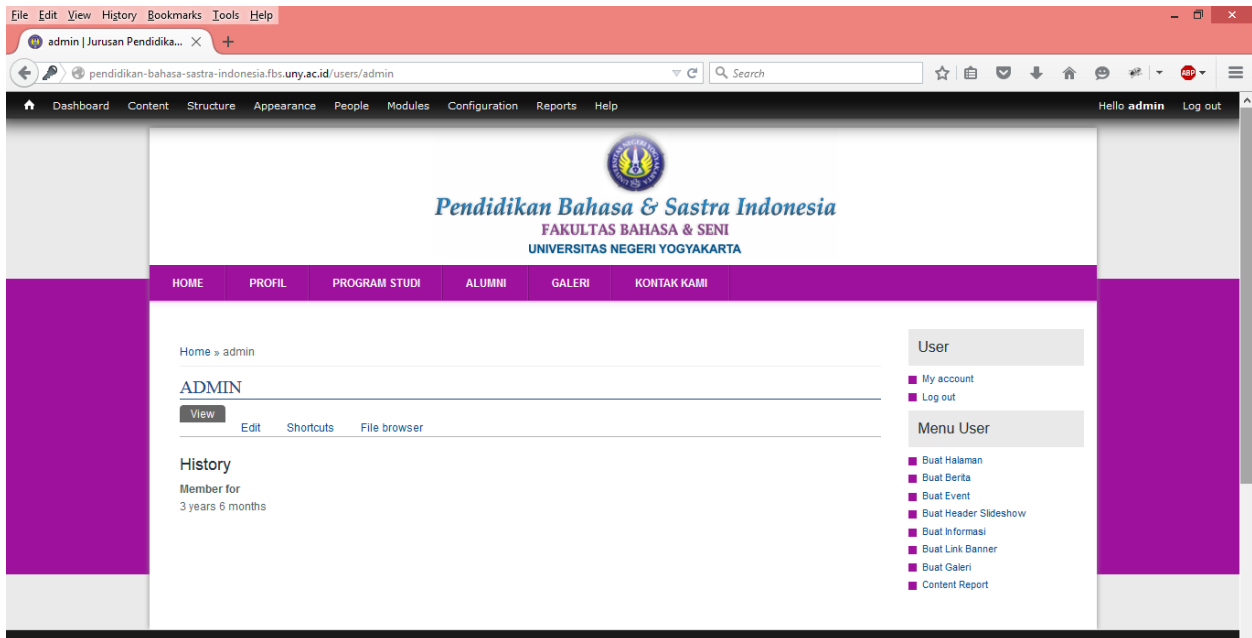 File Edit View History Bookmarks Tools Help
admin | Jurusan Pendidika...
pendidikan-bahasa-sastra-indonesia.fbs.uny.ac.id/users/admin
Search
ABP
Dashboard Content Structure Appearance People Modules Configuration Reports Help
Hello admin Log out
Pendidikan Bahasa & Sastra Indonesia
FAKULTAS BAHASA & SENI
UNIVERSITAS NEGERI YOGYAKARTA
HOME PROFIL PROGRAM STUDI ALUMNI GALERI KONTAK KAMI
Home » admin
ADMIN
View Edit Shortcuts File browser
History
Member for
3 years 6 months
User
My account
Log out
Menu User
Buat Halaman
Buat Berita
Buat Event
Buat Header Slideshow
Buat Informasi
Buat Link Banner
Buat Galeri
Content Report